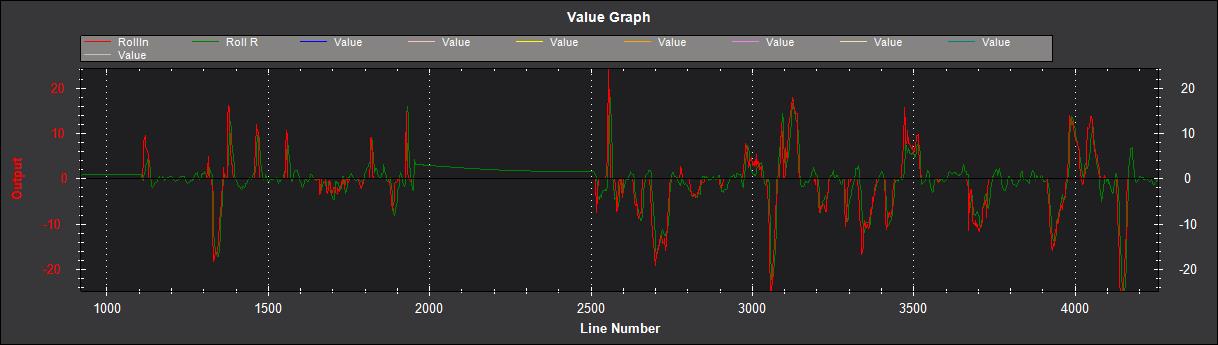 Value Graph
RollIn Roll R Value Value Value Value Value Value Value
Value
20 20
10 10
0 0
-10 -10
-20 -20
Output
1000 1500 2000 2500 3000 3500 4000
Line Number